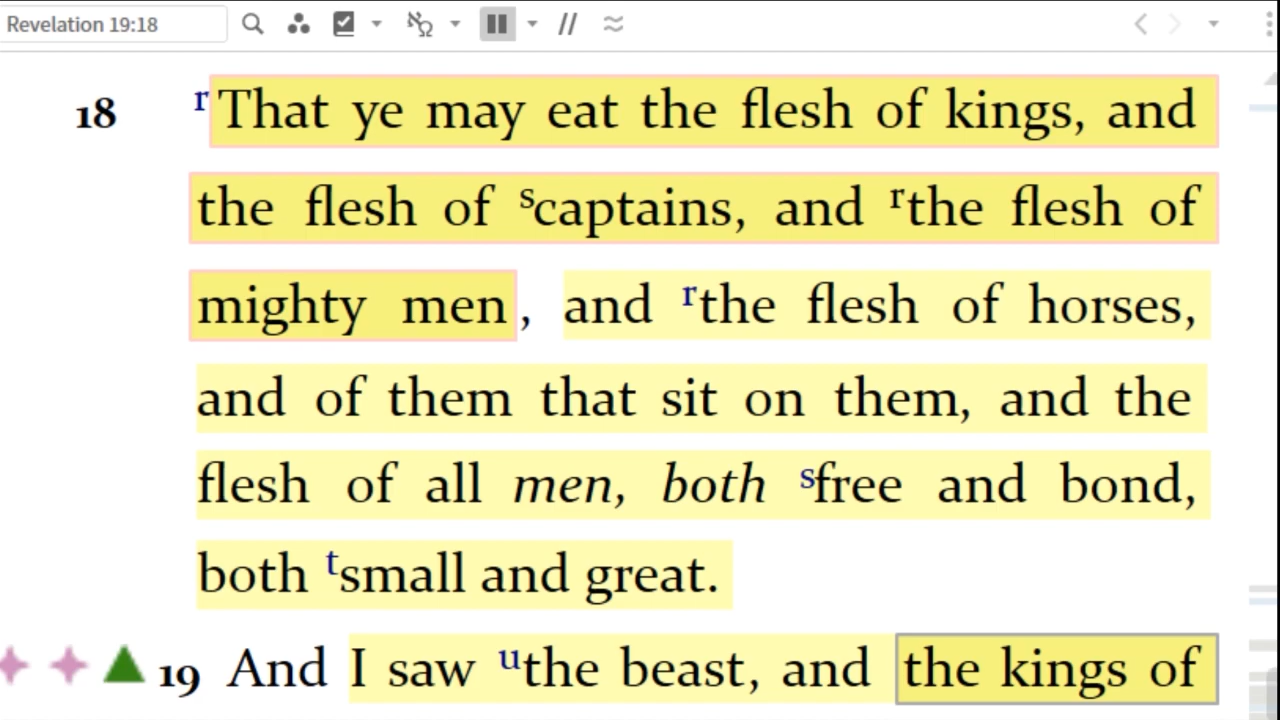 Revelation 19:18
18 rThat ye may eat the flesh of kings, and
the flesh of scaptains, and rthe flesh of
mighty men, and rthe flesh of horses,
and of them that sit on them, and the
flesh of all men, both sfree and bond,
both tsmall and great.
19 And I saw uthe beast, and the kings of